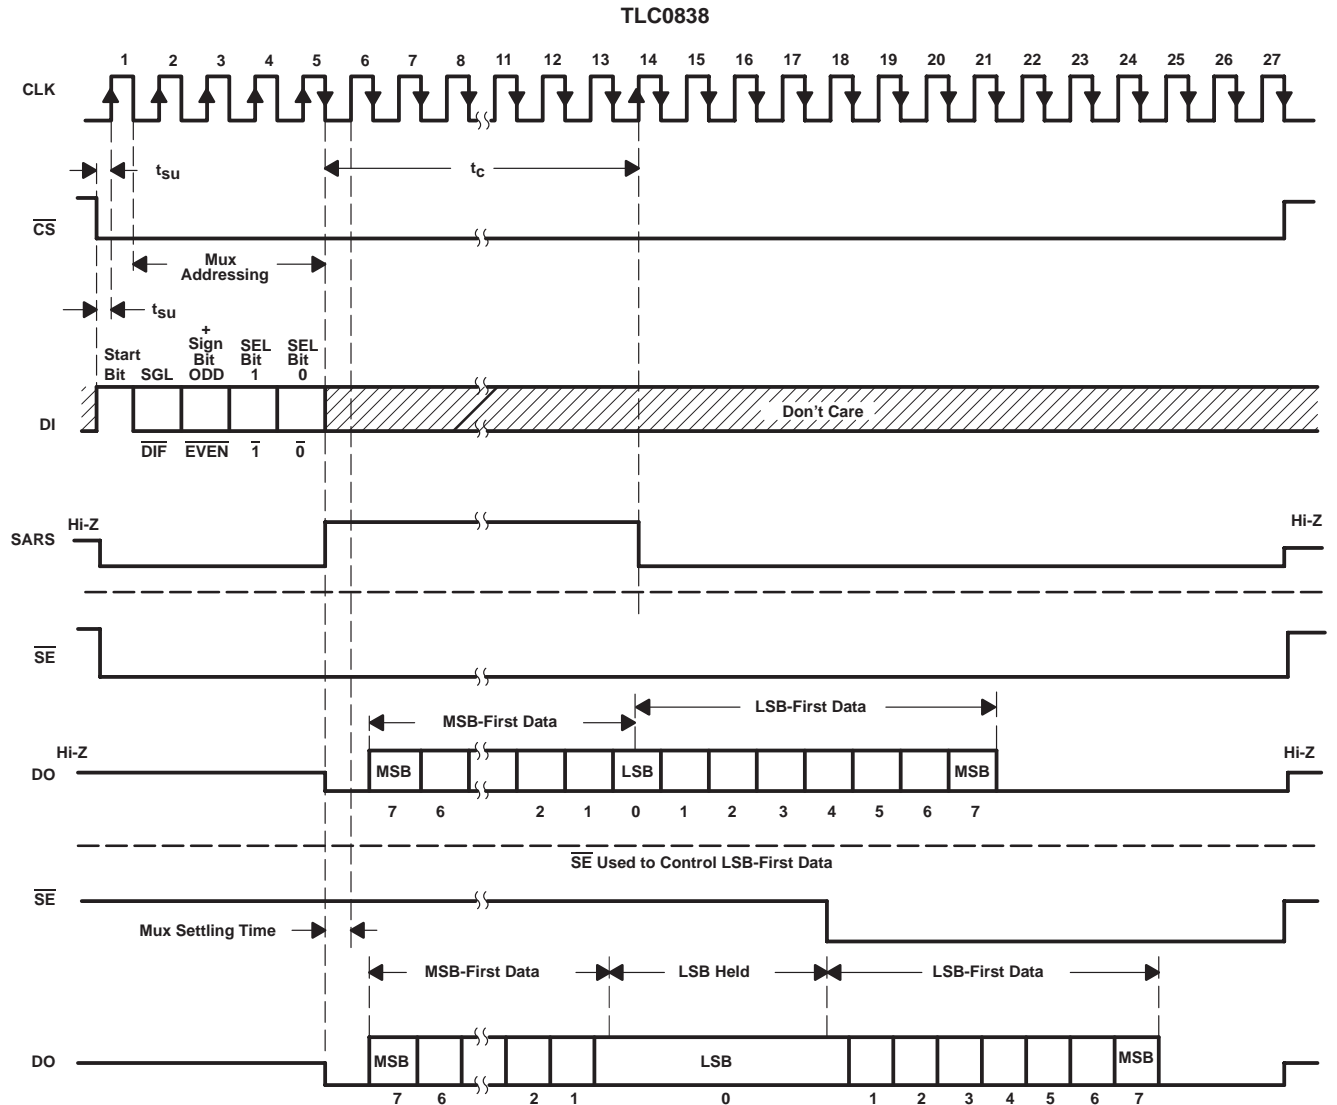 TLC0838
1 2 3 4 5 6 7 8 11 12 13 14 15 16 17 18 19 20 21 22 23 24 25 26 27
CLK
tsu
tc
CS
Mux
Addressing
tsu
Start
Bit
SGL
+
Sign
Bit
ODD
SEL
Bit
1
SEL
Bit
0
DI
Don't Care
DIF EVEN 1 0
Hi-Z
SARS
Hi-Z
SE
MSB-First Data
LSB-First Data
Hi-Z
DO
MSB LSB MSB
Hi-Z
7 6 2 1 0 1 2 3 4 5 6 7
SE Used to Control LSB-First Data
SE
Mux Settling Time
MSB-First Data LSB Held LSB-First Data
DO
MSB LSB MSB
7 6 2 1 0 1 2 3 4 5 6 7